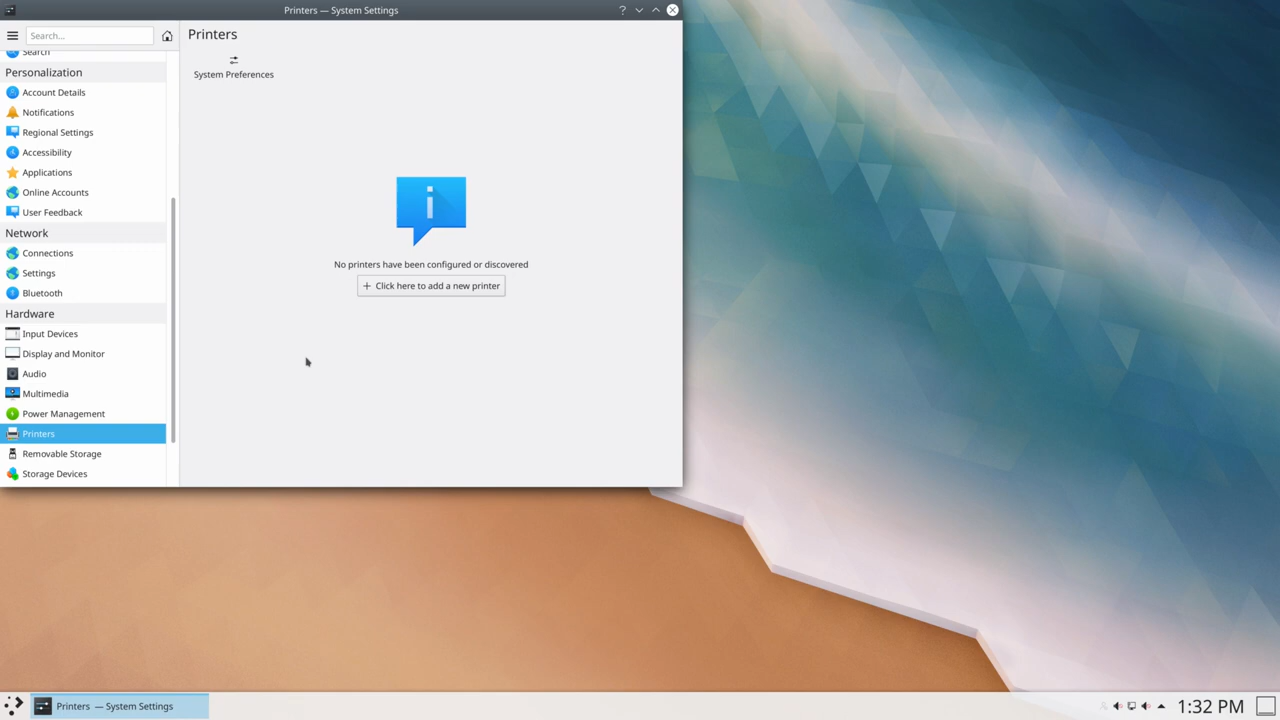 Printers — System Settings
Search...
Search
Personalization
Account Details
Notifications
Regional Settings
Accessibility
Applications
Online Accounts
User Feedback
Network
Connections
Settings
Bluetooth
Hardware
Input Devices
Display and Monitor
Audio
Multimedia
Power Management
Printers
Removable Storage
Storage Devices
Printers
System Preferences
No printers have been configured or discovered
Click here to add a new printer
Printers — System Settings
1:32 PM